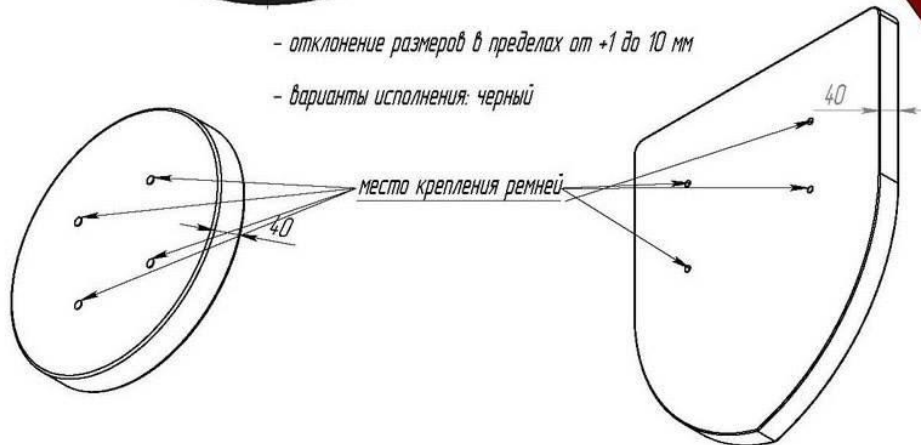 - отклонение размеров в пределах от +1 до 10 мм
- варианты исполнения: черный
40
место крепления ремней
40